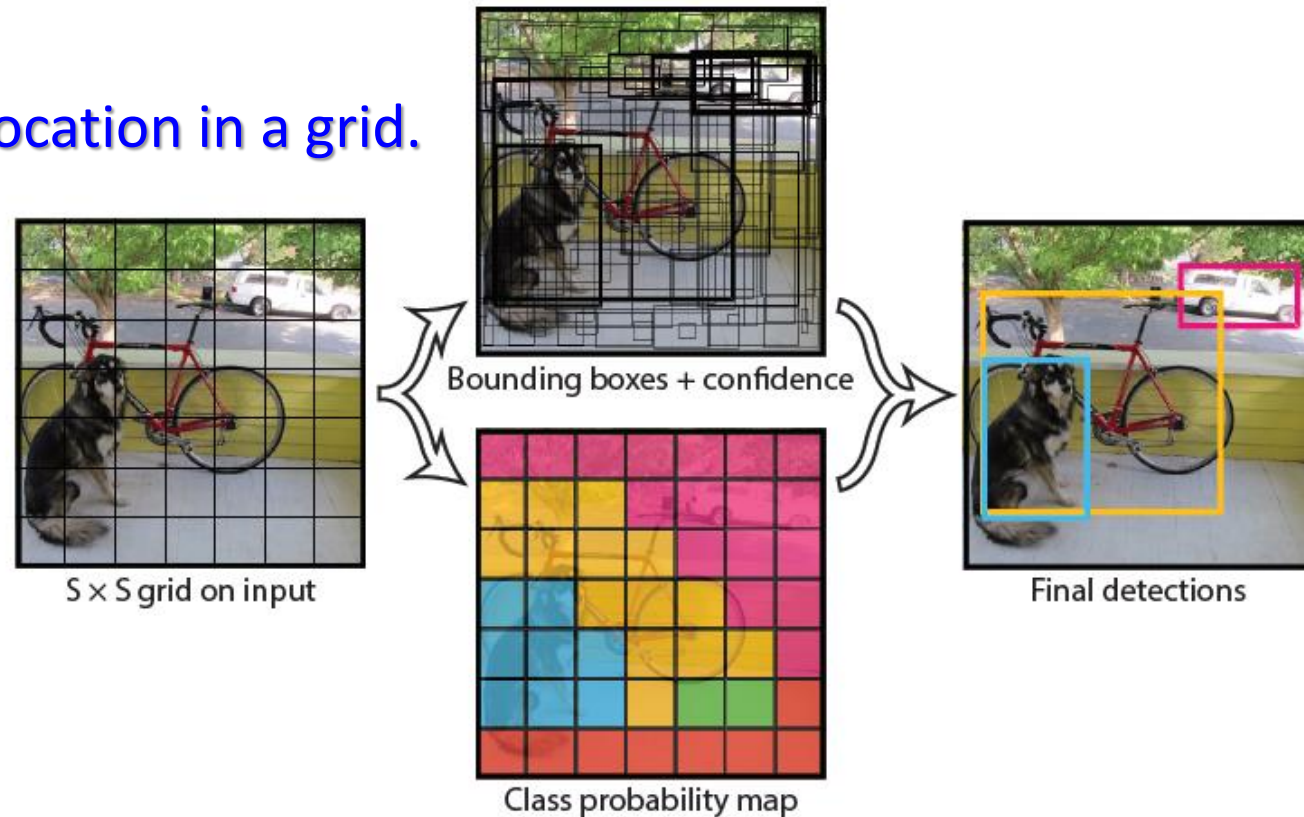 ocation in a grid.
S × S grid on input
Bounding boxes + confidence
Class probability map
Final detections